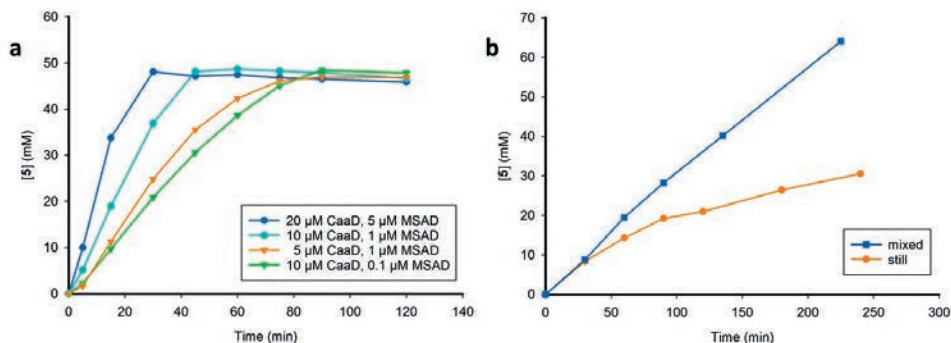 a
60
50
40
30
20
10
0
[5] (mM)
20 µM CaaD, 5 µM MSAD
10 µM CaaD, 1 µM MSAD
5 µM CaaD, 1 µM MSAD
10 µM CaaD, 0.1 µM MSAD
0 20 40 60 80 100 120 140
Time (min)
b
70
60
50
40
30
20
10
0
[5] (mM)
mixed
still
0 50 100 150 200 250 300
Time (min)